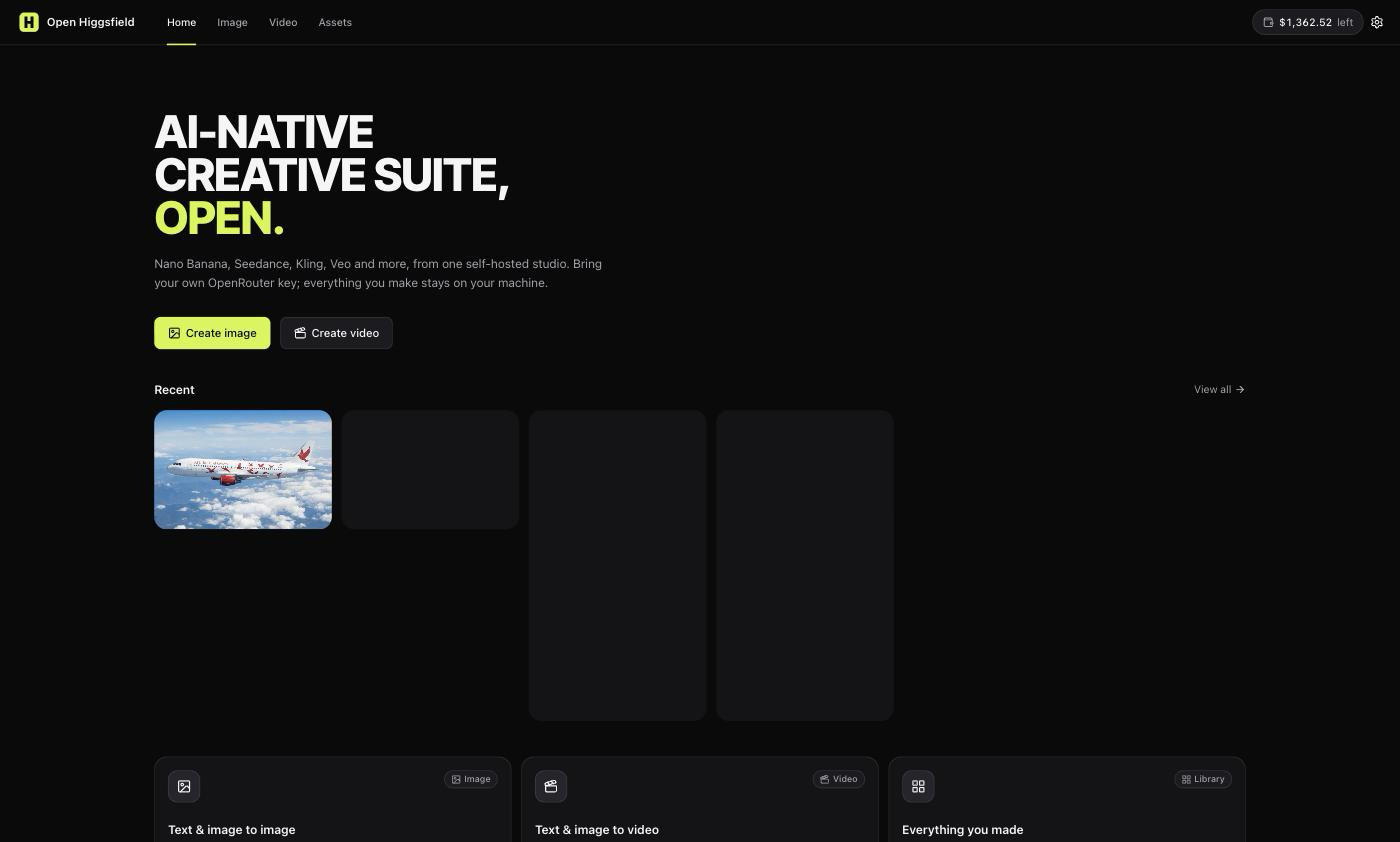 Open Higgsfield
Home
Image
Video
Assets
$1,362.52 left
AI-NATIVE
CREATIVE SUITE,
OPEN.
Nano Banana, Seedance, Kling, Veo and more, from one self-hosted studio. Bring
your own OpenRouter key; everything you make stays on your machine.
Create image
Create video
Recent
View all
Image
Text & image to image
Video
Text & image to video
Library
Everything you made